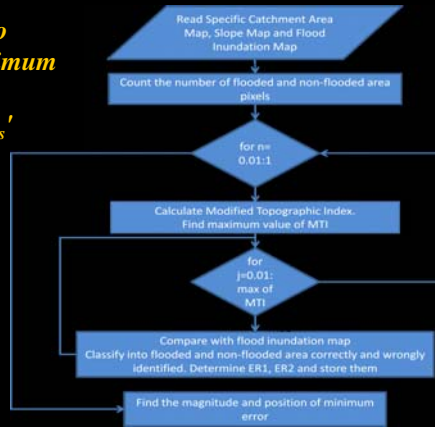 Read Specific Catchment Area
Map, Slope Map and Flood
Inundation Map
imum
Count the number of flooded and non-flooded area
pixels
s'
for n=
0.01:1
Calculate Modified Topographic Index.
Find maximum value of MTI
for
j=0.01:
max of
MTI
Compare with flood inundation map
Classify into flooded and non-flooded area correctly and wrongly
identified. Determine ER1, ER2 and store them
Find the magnitude and position of minimum
error